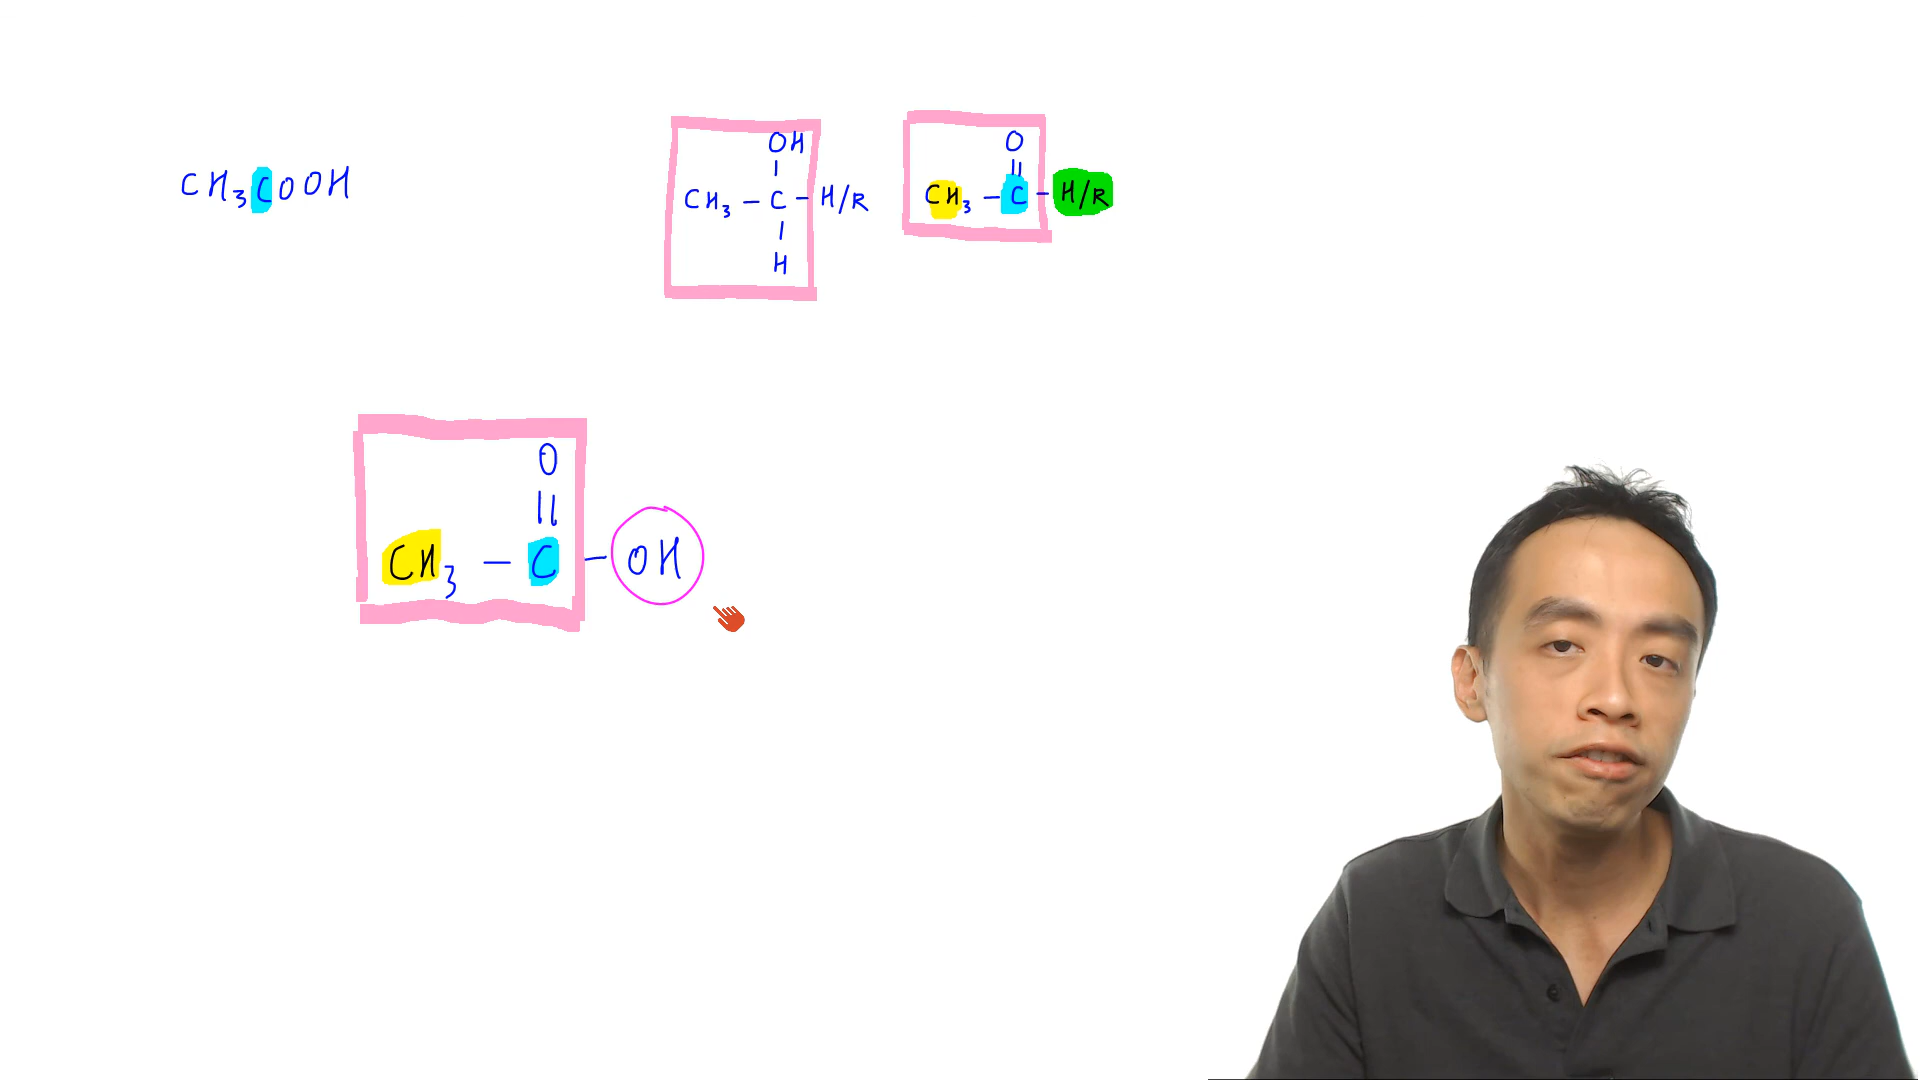 CH3COOH
OH
CH3 – C – H/R
H
O
CH3 – C – H/R
O
CH3 – C – OH